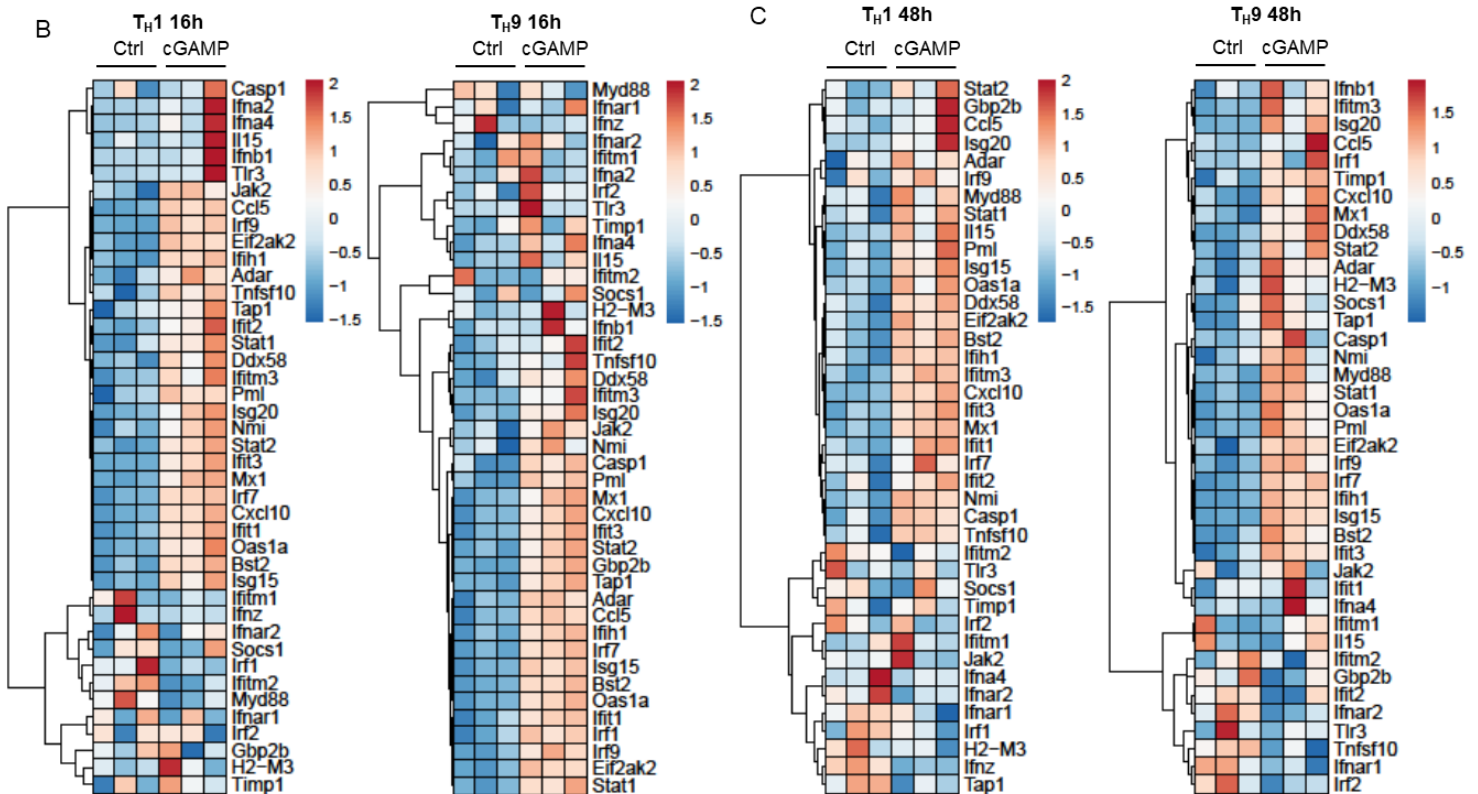 B
T_H1 16h
Ctrl cGAMP
Casp1
Ifna2
Ifna4
Il15
Ifnb1
Tlr3
Jak2
Ccl5
Irf9
Eif2ak2
Ifih1
Adar
Tnfsf10
Tap1
Ifit2
Stat1
Ddx58
Ifitm3
Pml
Isg20
Nmi
Stat2
Ifit3
Mx1
Irf7
Cxcl10
Ifit1
Oas1a
Bst2
Isg15
Ifitm1
Ifnz
Ifnar2
Socs1
Irf1
Ifitm2
Myd88
Ifnar1
Irf2
Gbp2b
H2−M3
Timp1
2
1.5
1
0.5
0
−0.5
−1
−1.5
T_H9 16h
Ctrl cGAMP
Myd88
Ifnar1
Ifnz
Ifnar2
Ifitm1
Ifna2
Irf2
Tlr3
Timp1
Ifna4
Il15
Ifitm2
Socs1
H2−M3
Ifnb1
Ifit2
Tnfsf10
Ddx58
Ifitm3
Isg20
Jak2
Nmi
Casp1
Pml
Mx1
Cxcl10
Ifit3
Stat2
Gbp2b
Tap1
Adar
Ccl5
Ifih1
Irf7
Isg15
Bst2
Oas1a
Ifit1
Irf1
Irf9
Eif2ak2
Stat1
2
1.5
1
0.5
0
−0.5
−1
−1.5
C
T_H1 48h
Ctrl cGAMP
Stat2
Gbp2b
Ccl5
Isg20
Adar
Irf9
Myd88
Stat1
Il15
Pml
Isg15
Oas1a
Ddx58
Eif2ak2
Bst2
Ifih1
Ifitm3
Cxcl10
Ifit3
Mx1
Ifit1
Irf7
Ifit2
Nmi
Casp1
Tnfsf10
Ifitm2
Tlr3
Socs1
Timp1
Irf2
Ifitm1
Jak2
Ifna4
Ifnar2
Ifnar1
Irf1
H2−M3
Ifnz
Tap1
2
1.5
1
0.5
0
−0.5
−1
−1.5
T_H9 48h
Ctrl cGAMP
Ifnb1
Ifitm3
Isg20
Ccl5
Irf1
Timp1
Cxcl10
Mx1
Ddx58
Stat2
Adar
H2−M3
Socs1
Tap1
Casp1
Nmi
Myd88
Stat1
Oas1a
Pml
Eif2ak2
Irf9
Irf7
Ifih1
Isg15
Bst2
Ifit3
Jak2
Ifit1
Ifna4
Ifitm1
Il15
Ifitm2
Gbp2b
Ifit2
Ifnar2
Tlr3
Tnfsf10
Ifnar1
Irf2
1.5
1
0.5
0
−0.5
−1